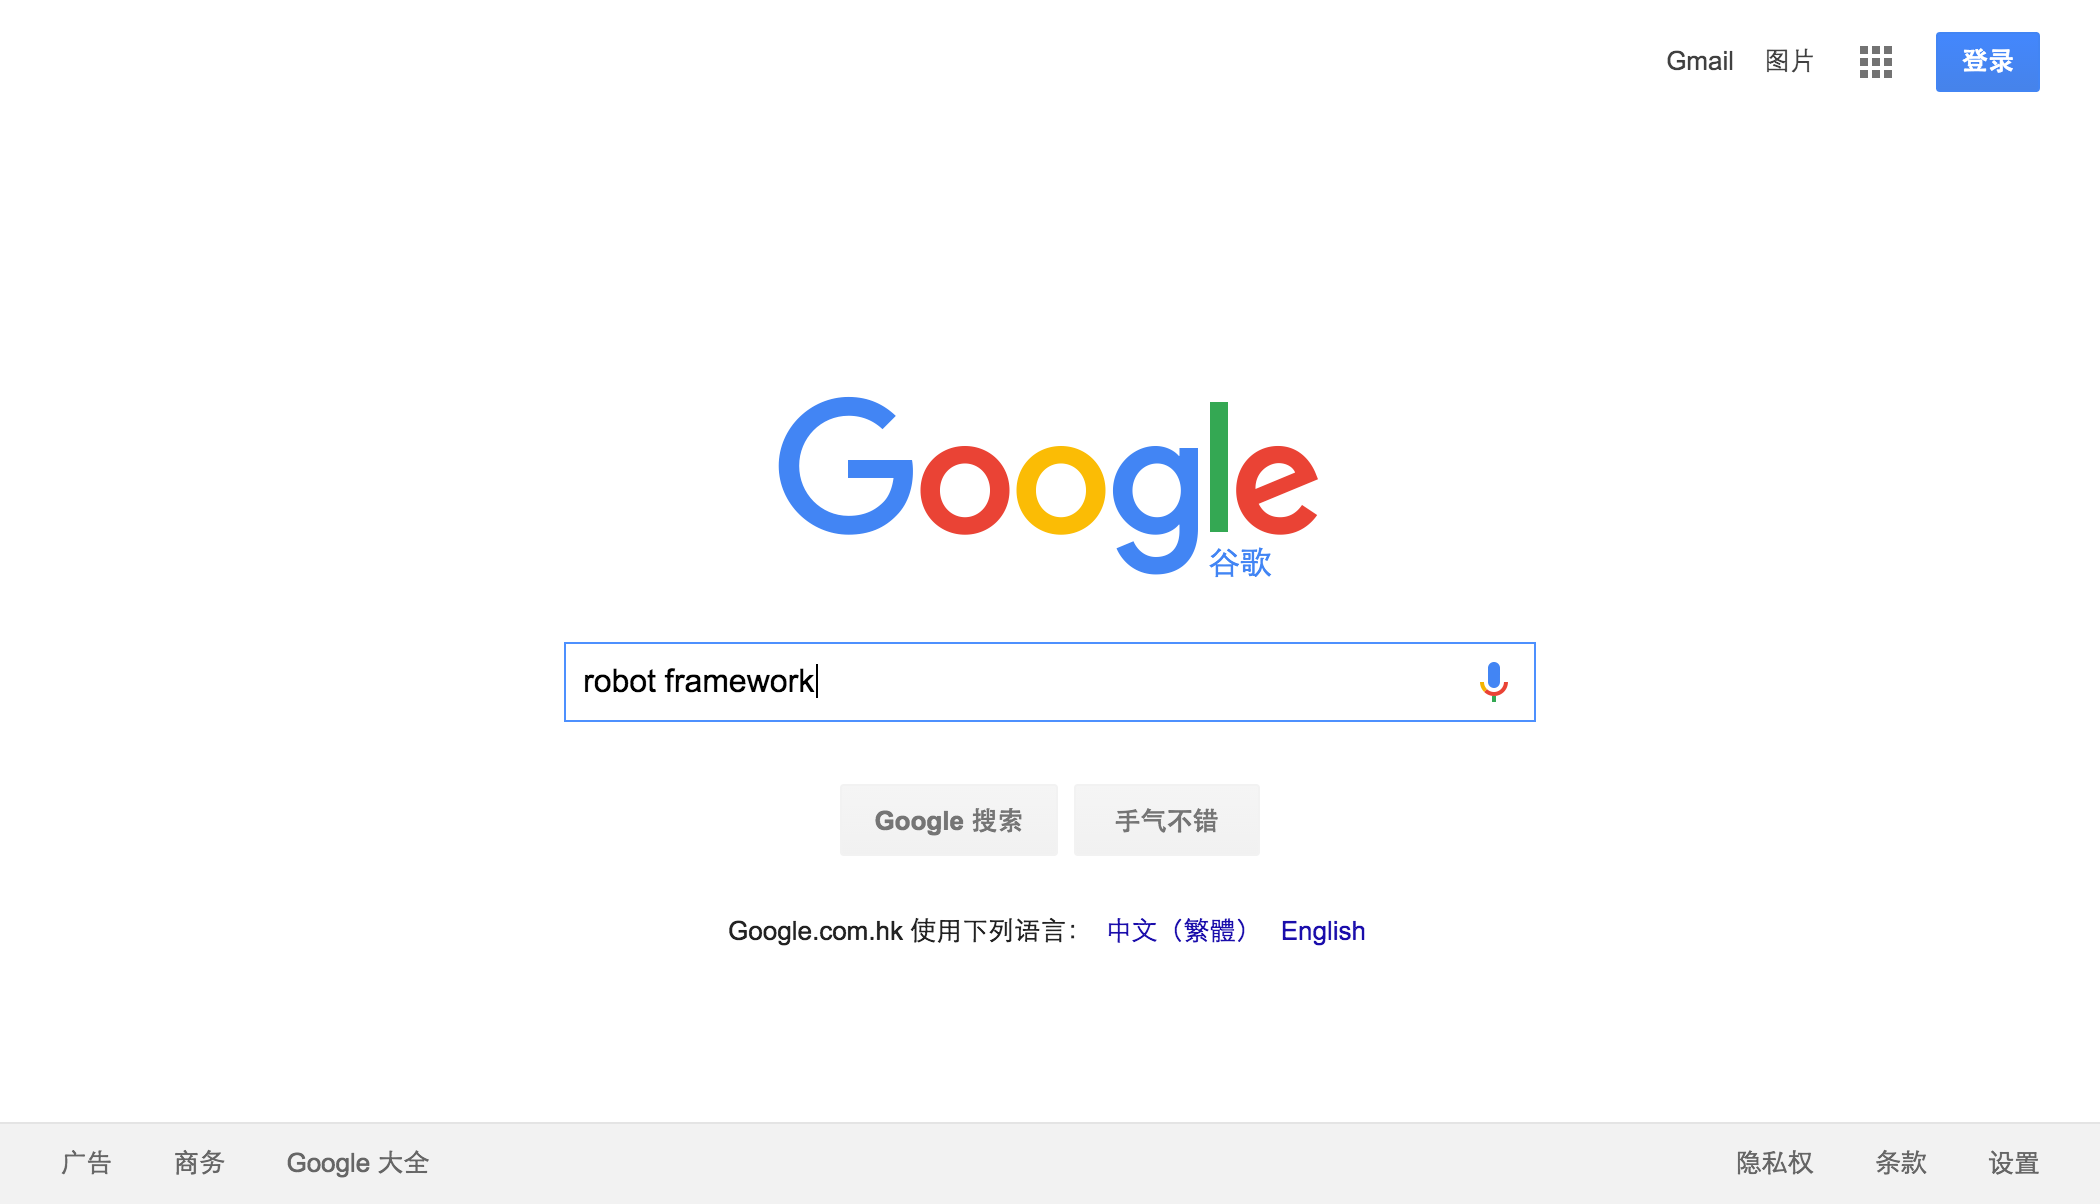 Gmail 图片 登录
Google
谷歌
robot framework
Google 搜索 手气不错
Google.com.hk 使用下列语言： 中文（繁體） English
广告 商务 Google 大全 隐私权 条款 设置